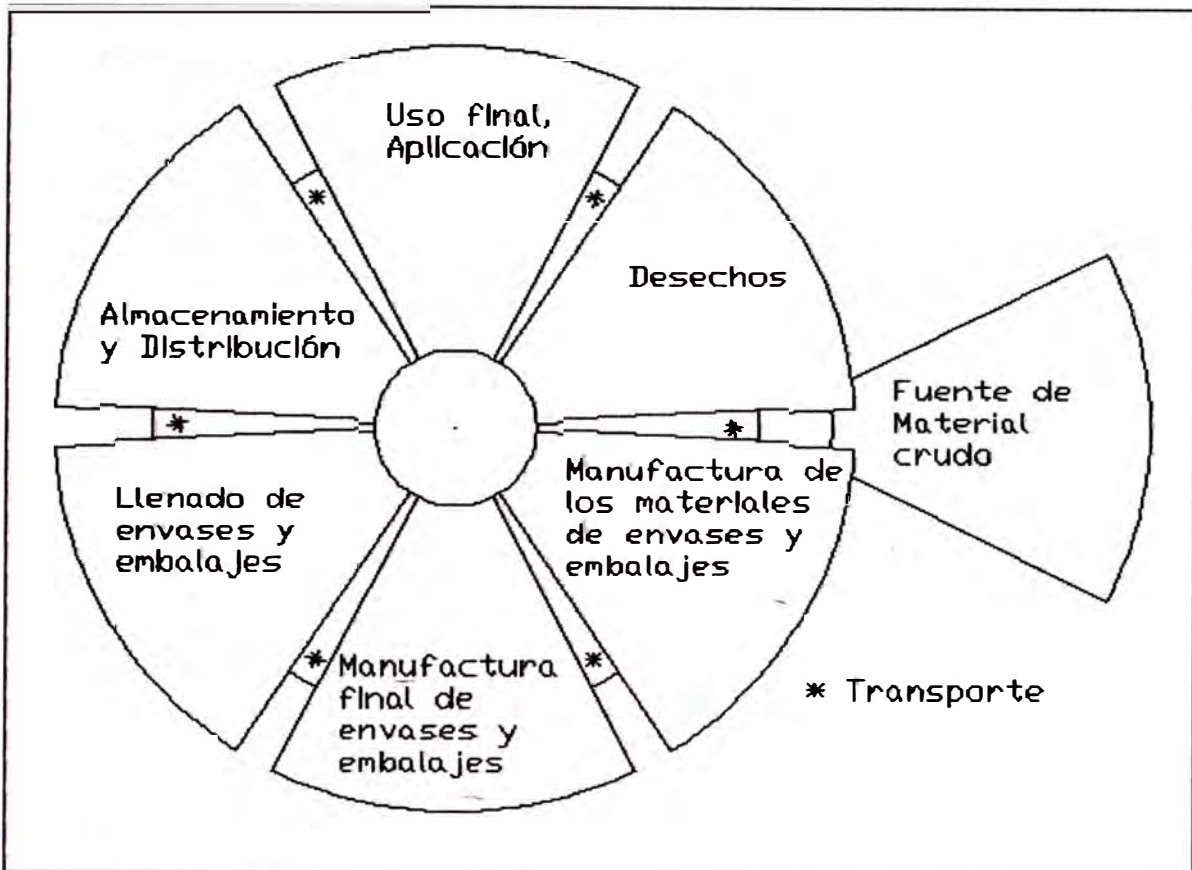 Uso final,
Aplicación
Desechos
Almacenamiento
y Distribución
Fuente de
Material
crudo
Manufactura de
los materiales
de envases y
embalajes
Llenado de
envases y
embalajes
Manufactura
final de
envases y
embalajes
* Transporte